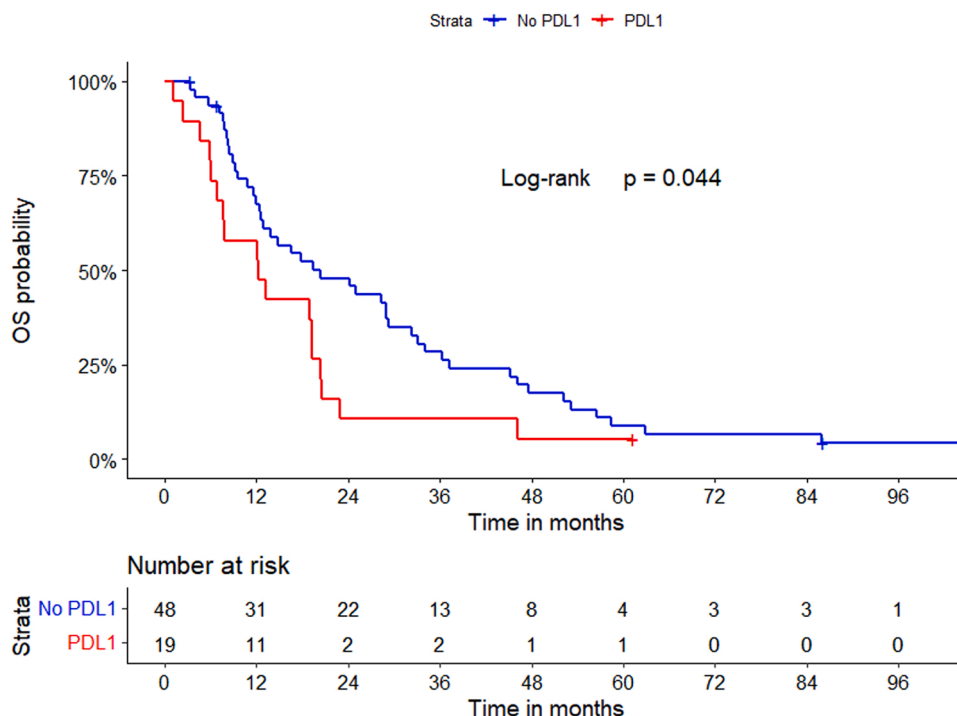 Strata No PDL1 PDL1
100%
75%
50%
25%
0%
OS probability
Log-rank p = 0.044
0 12 24 36 48 60 72 84 96
Time in months
Number at risk
Strata
No PDL1 48 31 22 13 8 4 3 3 1
PDL1 19 11 2 2 1 1 0 0 0
0 12 24 36 48 60 72 84 96
Time in months